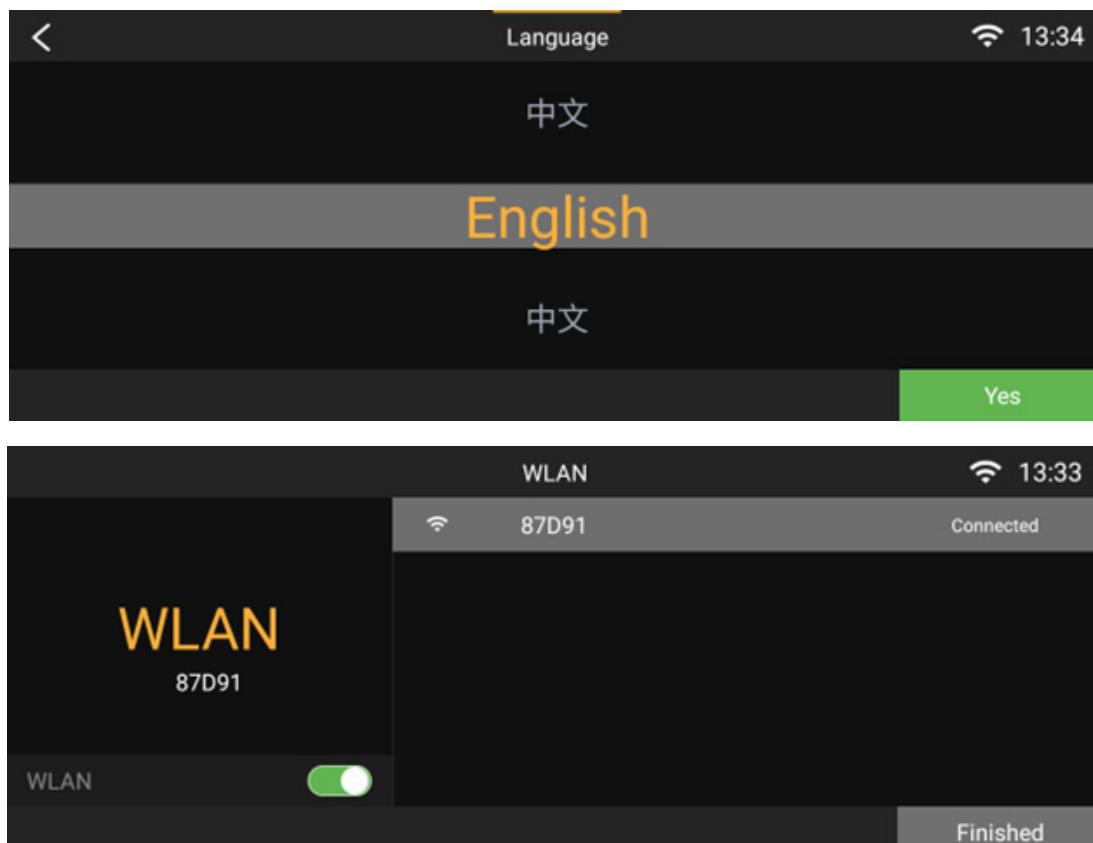 Language 13:34
中文
English
中文
Yes
WLAN 13:33
87D91 Connected
WLAN
87D91
WLAN
Finished